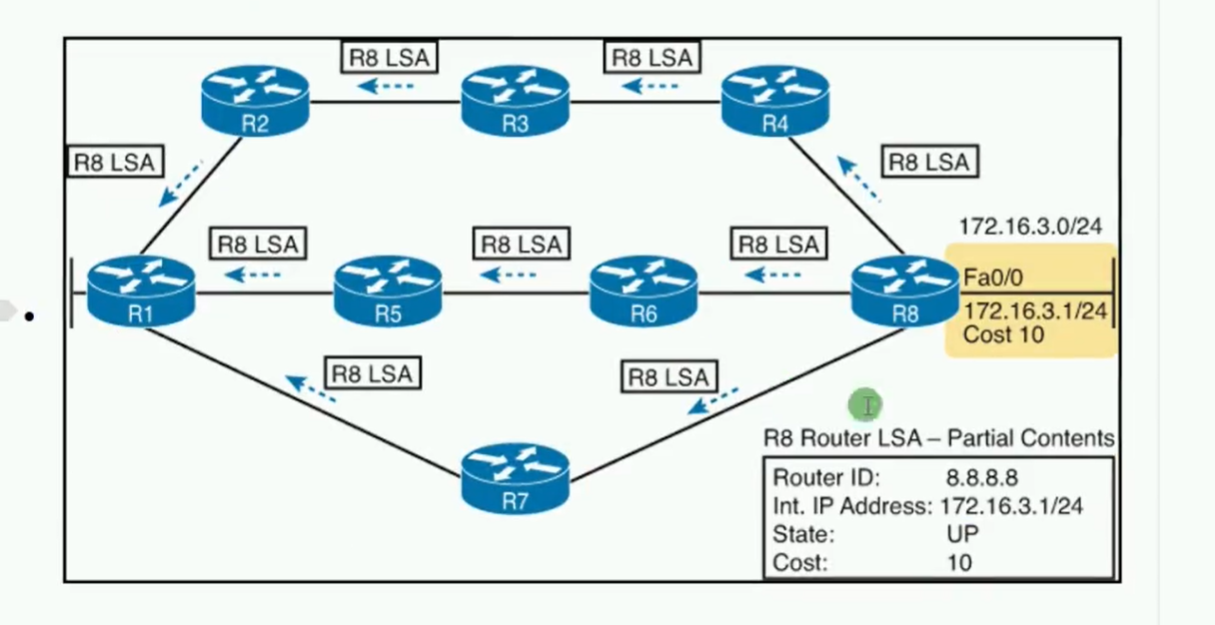 R8 LSA
R8 LSA
R2
R3
R4
R8 LSA
R8 LSA
172.16.3.0/24
R8 LSA
R8 LSA
R8 LSA
Fa0/0
R1
R5
R6
R8
172.16.3.1/24
Cost 10
R8 LSA
R8 LSA
R7
R8 Router LSA – Partial Contents
Router ID: 8.8.8.8
Int. IP Address: 172.16.3.1/24
State: UP
Cost: 10